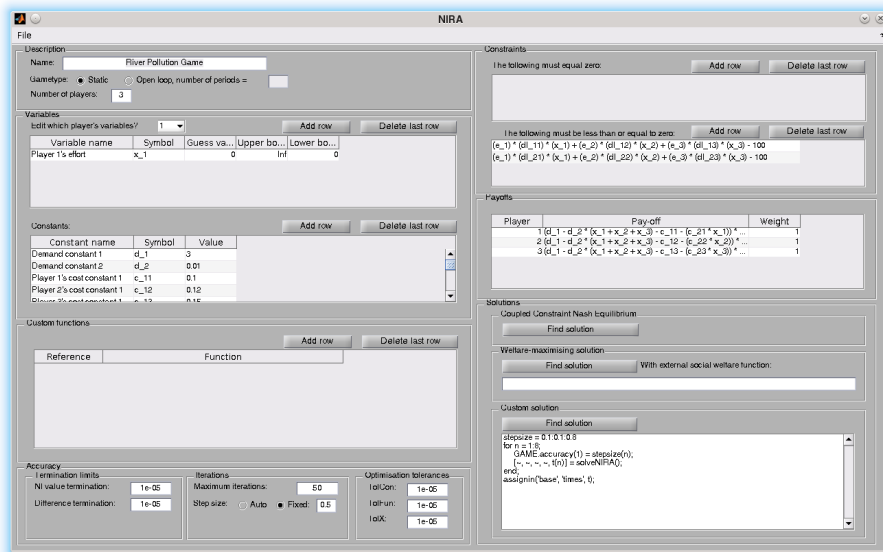 NIRA
File
Description
Name: River Pollution Game
Gametype: Static Open loop, number of periods =
Number of players: 3
Variables
Edit which player's variables? 1 Add row Delete last row
Variable name Symbol Guess va... Upper bo... Lower bo...
Player 1's effort x_1 0 Inf 0
Constants: Add row Delete last row
Constant name Symbol Value
Demand constant 1 d_1 3
Demand constant 2 d_2 0.01
Player 1's cost constant 1 c_11 0.1
Player 2's cost constant 1 c_12 0.12
Player 3's cost constant 1 c_13 0.15
Custom functions
Add row Delete last row
Reference Function
Accuracy
Termination limits
NI value termination: 1e-05
Difference termination: 1e-05
Iterations
Maximum iterations: 50
Step size: Auto Fixed: 0.5
Optimisation tolerances
TolCon: 1e-05
TolFun: 1e-05
TolX: 1e-05
Constraints
The following must equal zero: Add row Delete last row
The following must be less than or equal to zero: Add row Delete last row
(e_1) * (dl_11) * (x_1) + (e_2) * (dl_12) * (x_2) + (e_3) * (dl_13) * (x_3) - 100
(e_1) * (dl_21) * (x_1) + (e_2) * (dl_22) * (x_2) + (e_3) * (dl_23) * (x_3) - 100
Payoffs
Player Pay-off Weight
1 (d_1 - d_2 * (x_1 + x_2 + x_3) - c_11 - (c_21 * x_1)) * ... 1
2 (d_1 - d_2 * (x_1 + x_2 + x_3) - c_12 - (c_22 * x_2)) * ... 1
3 (d_1 - d_2 * (x_1 + x_2 + x_3) - c_13 - (c_23 * x_3)) * ... 1
Solutions
Coupled Constraint Nash Equilibrium
Find solution
Welfare-maximising solution
Find solution With external social welfare function:
Custom solution
Find solution
stepsize = 0.1:0.1:0.8
for n = 1:8;
GAME.accuracy(1) = stepsize(n);
[~, ~, ~, ~, t(n)] = solveNIRA();
end;
assignin('base', 'times', t);